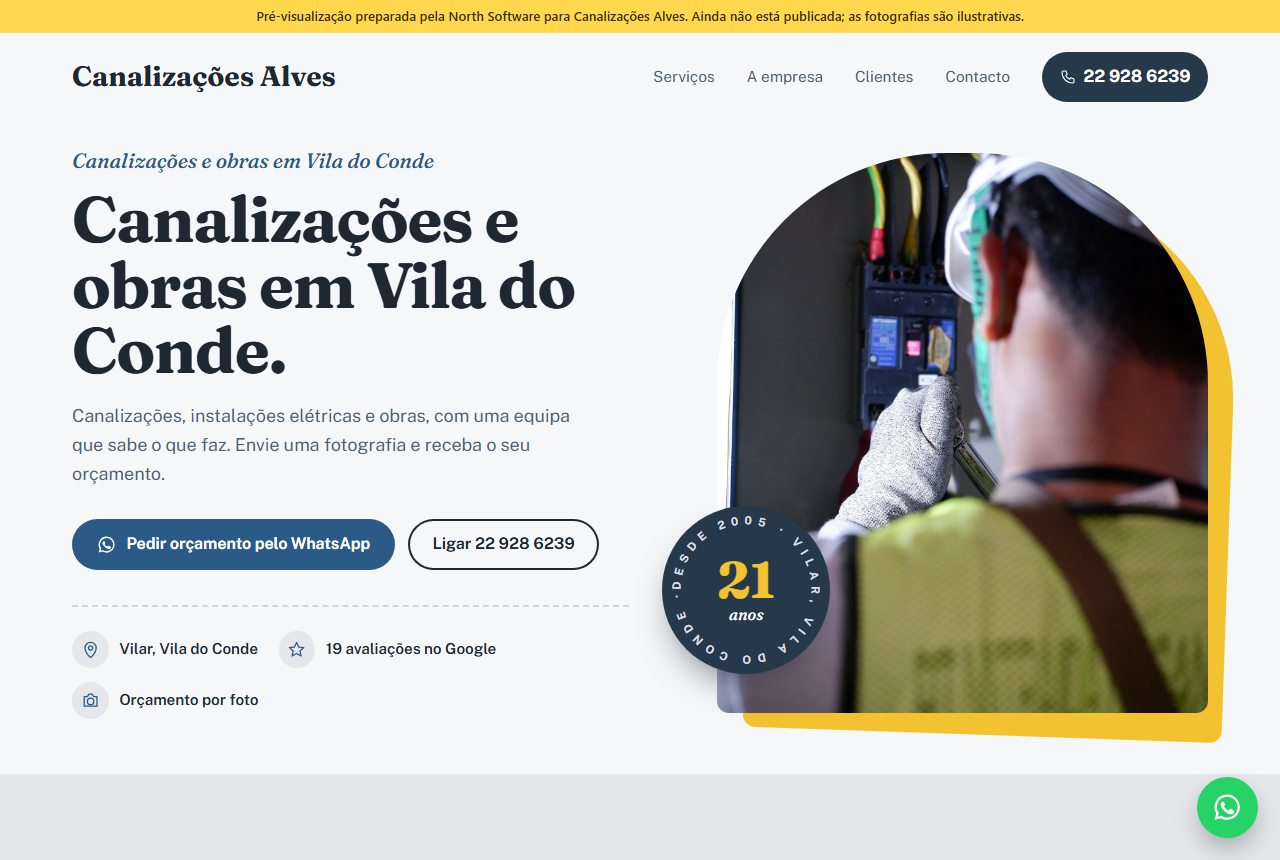 Pré-visualização preparada pela North Software para Canalizações Alves. Ainda não está publicada; as fotografias são ilustrativas.
Canalizações Alves
Serviços
A empresa
Clientes
Contacto
22 928 6239
Canalizações e obras em Vila do Conde
Canalizações e
obras em Vila do
Conde.
Canalizações, instalações elétricas e obras, com uma equipa
que sabe o que faz. Envie uma fotografia e receba o seu
orçamento.
Pedir orçamento pelo WhatsApp
Ligar 22 928 6239
DESDE 2005 · VILAR, VILA DO CONDE ·
21
anos
Vilar, Vila do Conde
19 avaliações no Google
Orçamento por foto